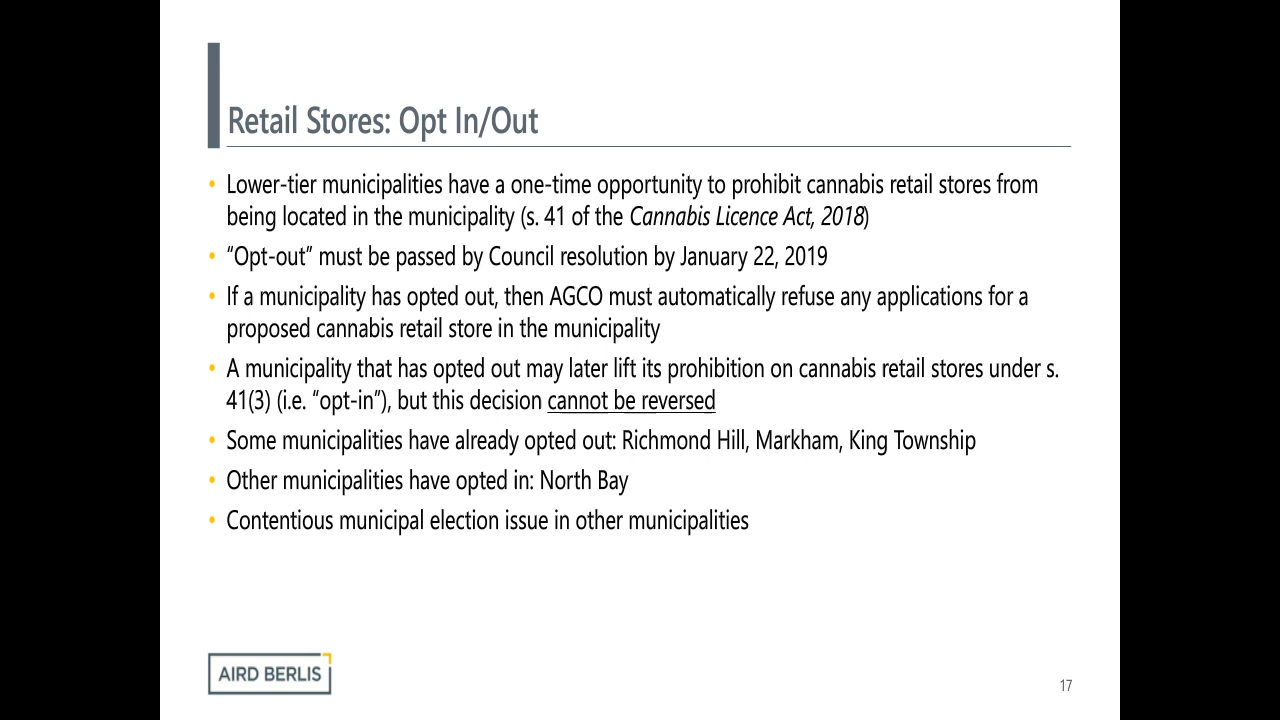 Retail Stores: Opt In/Out
• Lower-tier municipalities have a one-time opportunity to prohibit cannabis retail stores from
being located in the municipality (s. 41 of the Cannabis Licence Act, 2018)
• “Opt-out” must be passed by Council resolution by January 22, 2019
• If a municipality has opted out, then AGCO must automatically refuse any applications for a
proposed cannabis retail store in the municipality
• A municipality that has opted out may later lift its prohibition on cannabis retail stores under s.
41(3) (i.e. “opt-in”), but this decision cannot be reversed
• Some municipalities have already opted out: Richmond Hill, Markham, King Township
• Other municipalities have opted in: North Bay
• Contentious municipal election issue in other municipalities
AIRD BERLIS
17